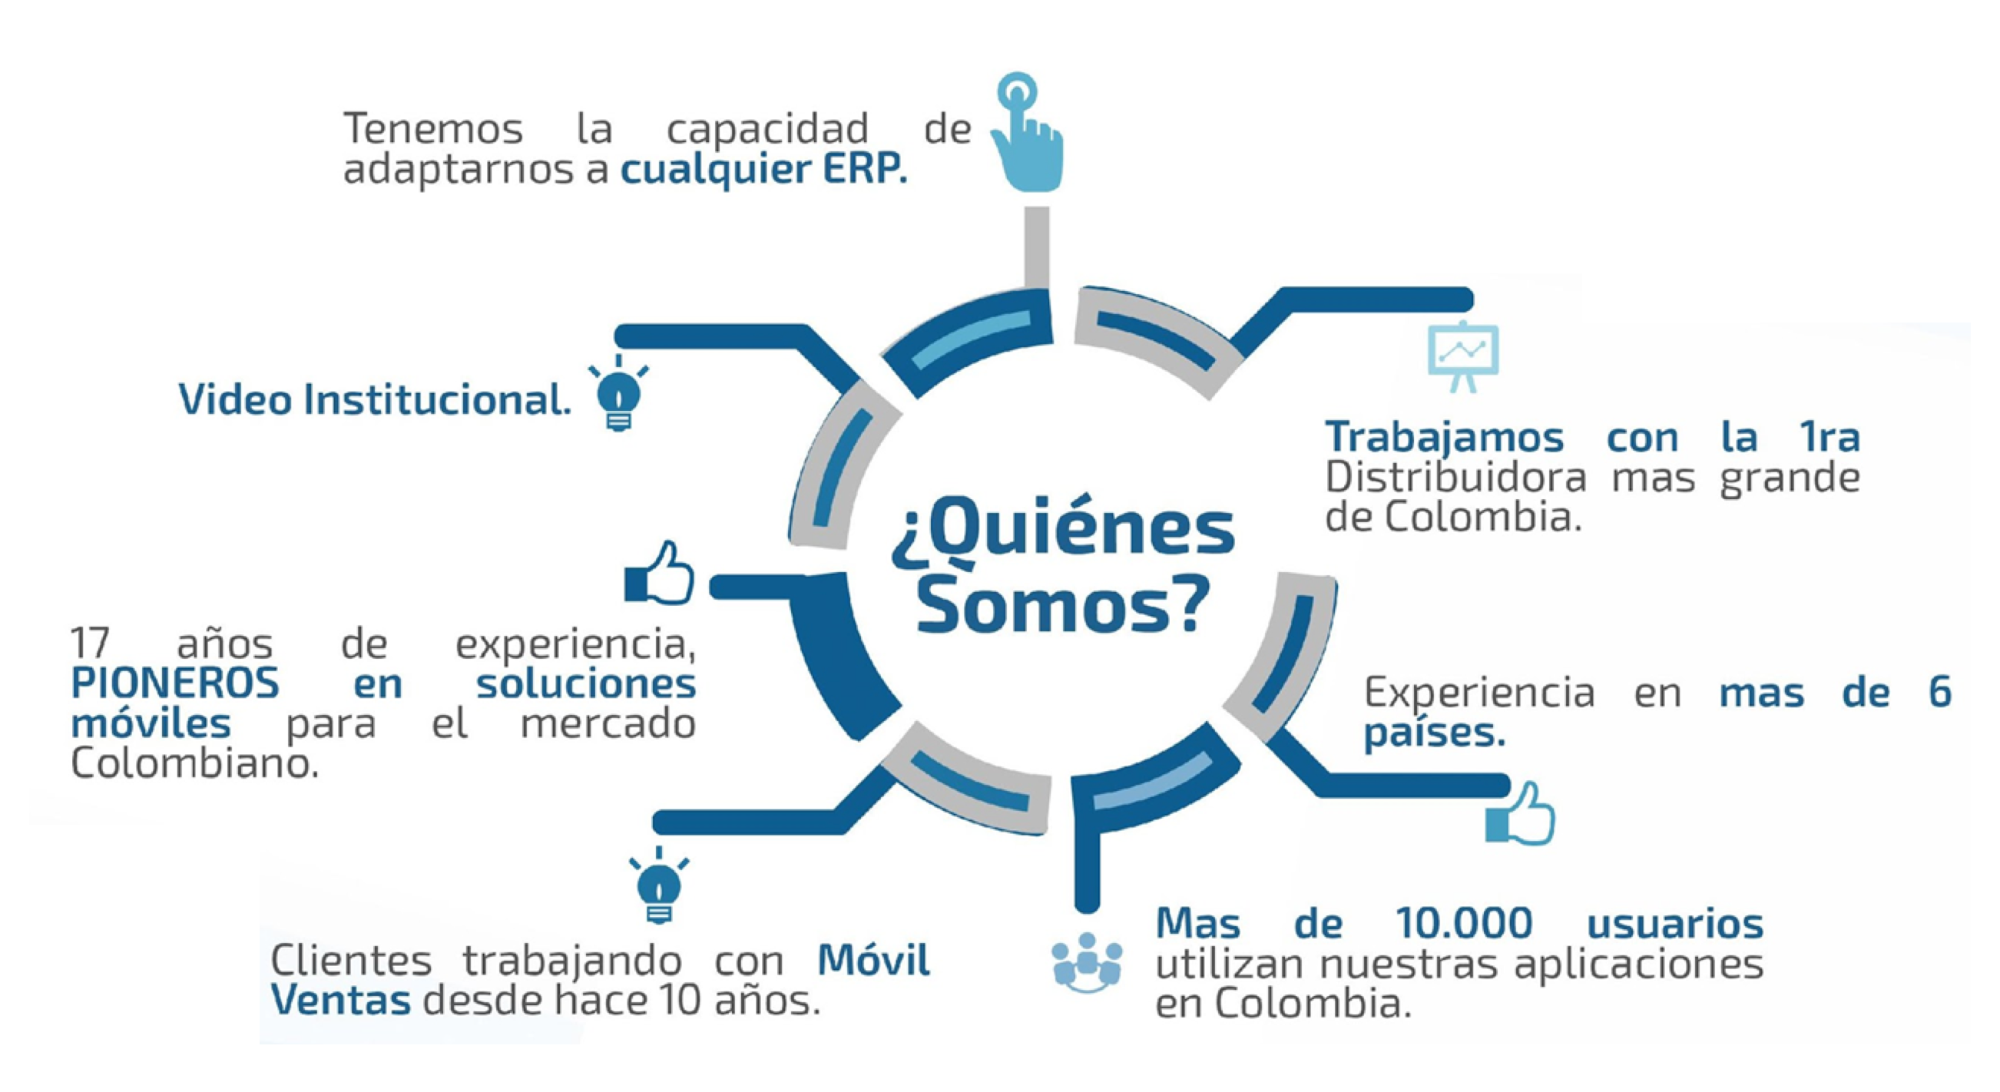 Tenemos la capacidad de
adaptarnos a cualquier ERP.
Video Institucional.
Trabajamos con la 1ra
Distribuidora mas grande
de Colombia.
¿Quiénes
Somos?
17 años de experiencia,
PIONEROS en soluciones
móviles para el mercado
Colombiano.
Experiencia en mas de 6
países.
Clientes trabajando con Móvil
Ventas desde hace 10 años.
Mas de 10.000 usuarios
utilizan nuestras aplicaciones
en Colombia.